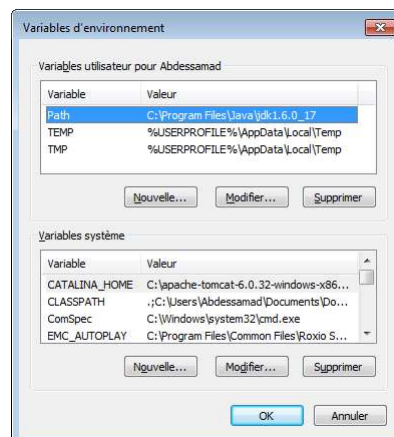 Variables d'environnement
Variables utilisateur pour Abdessamad
Variable Valeur
Path C:\Program Files\Java\jdk1.6.0_17
TEMP %USERPROFILE%\AppData\Local\Temp
TMP %USERPROFILE%\AppData\Local\Temp
Nouvelle... Modifier... Supprimer
Variables système
Variable Valeur
CATALINA_HOME C:\apache-tomcat-6.0.32-windows-x86...
CLASSPATH .;C:\Users\Abdessamad\Documents\Do...
ComSpec C:\Windows\system32\cmd.exe
EMC_AUTOPLAY C:\Program Files\Common Files\Roxio S...
Nouvelle... Modifier... Supprimer
OK Annuler